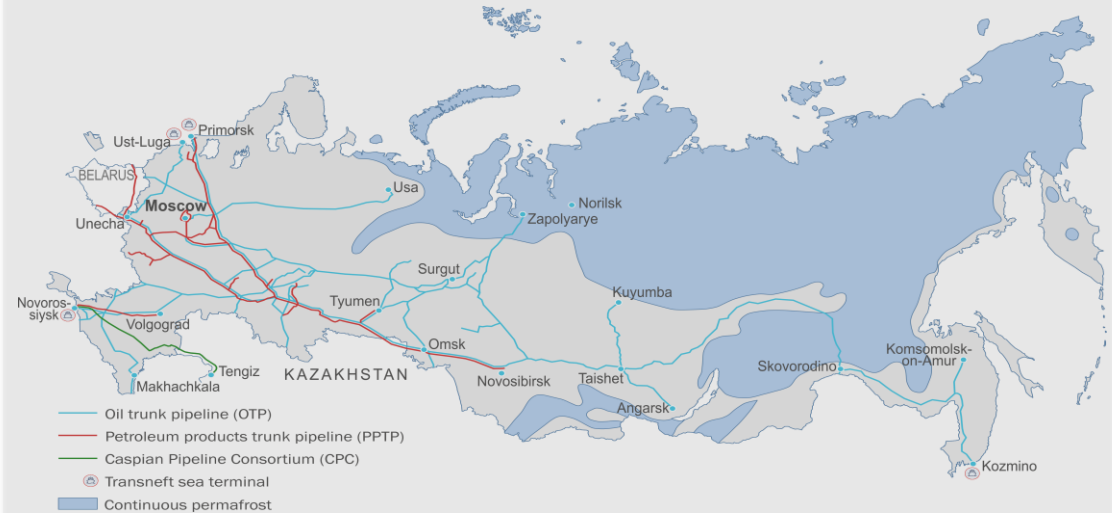 Primorsk
Ust-Luga
BELARUS
Usa
Moscow
Norilsk
Zapolyarye
Unecha
Surgut
Kuyumba
Novoros-
siysk
Tyumen
Volgograd
Omsk
Komsomolsk-
on-Amur
Skovorodino
Tengiz
KAZAKHSTAN
Novosibirsk
Taishet
Makhachkala
Angarsk
Kozmino
Oil trunk pipeline (OTP)
Petroleum products trunk pipeline (PPTP)
Caspian Pipeline Consortium (CPC)
Transneft sea terminal
Continuous permafrost